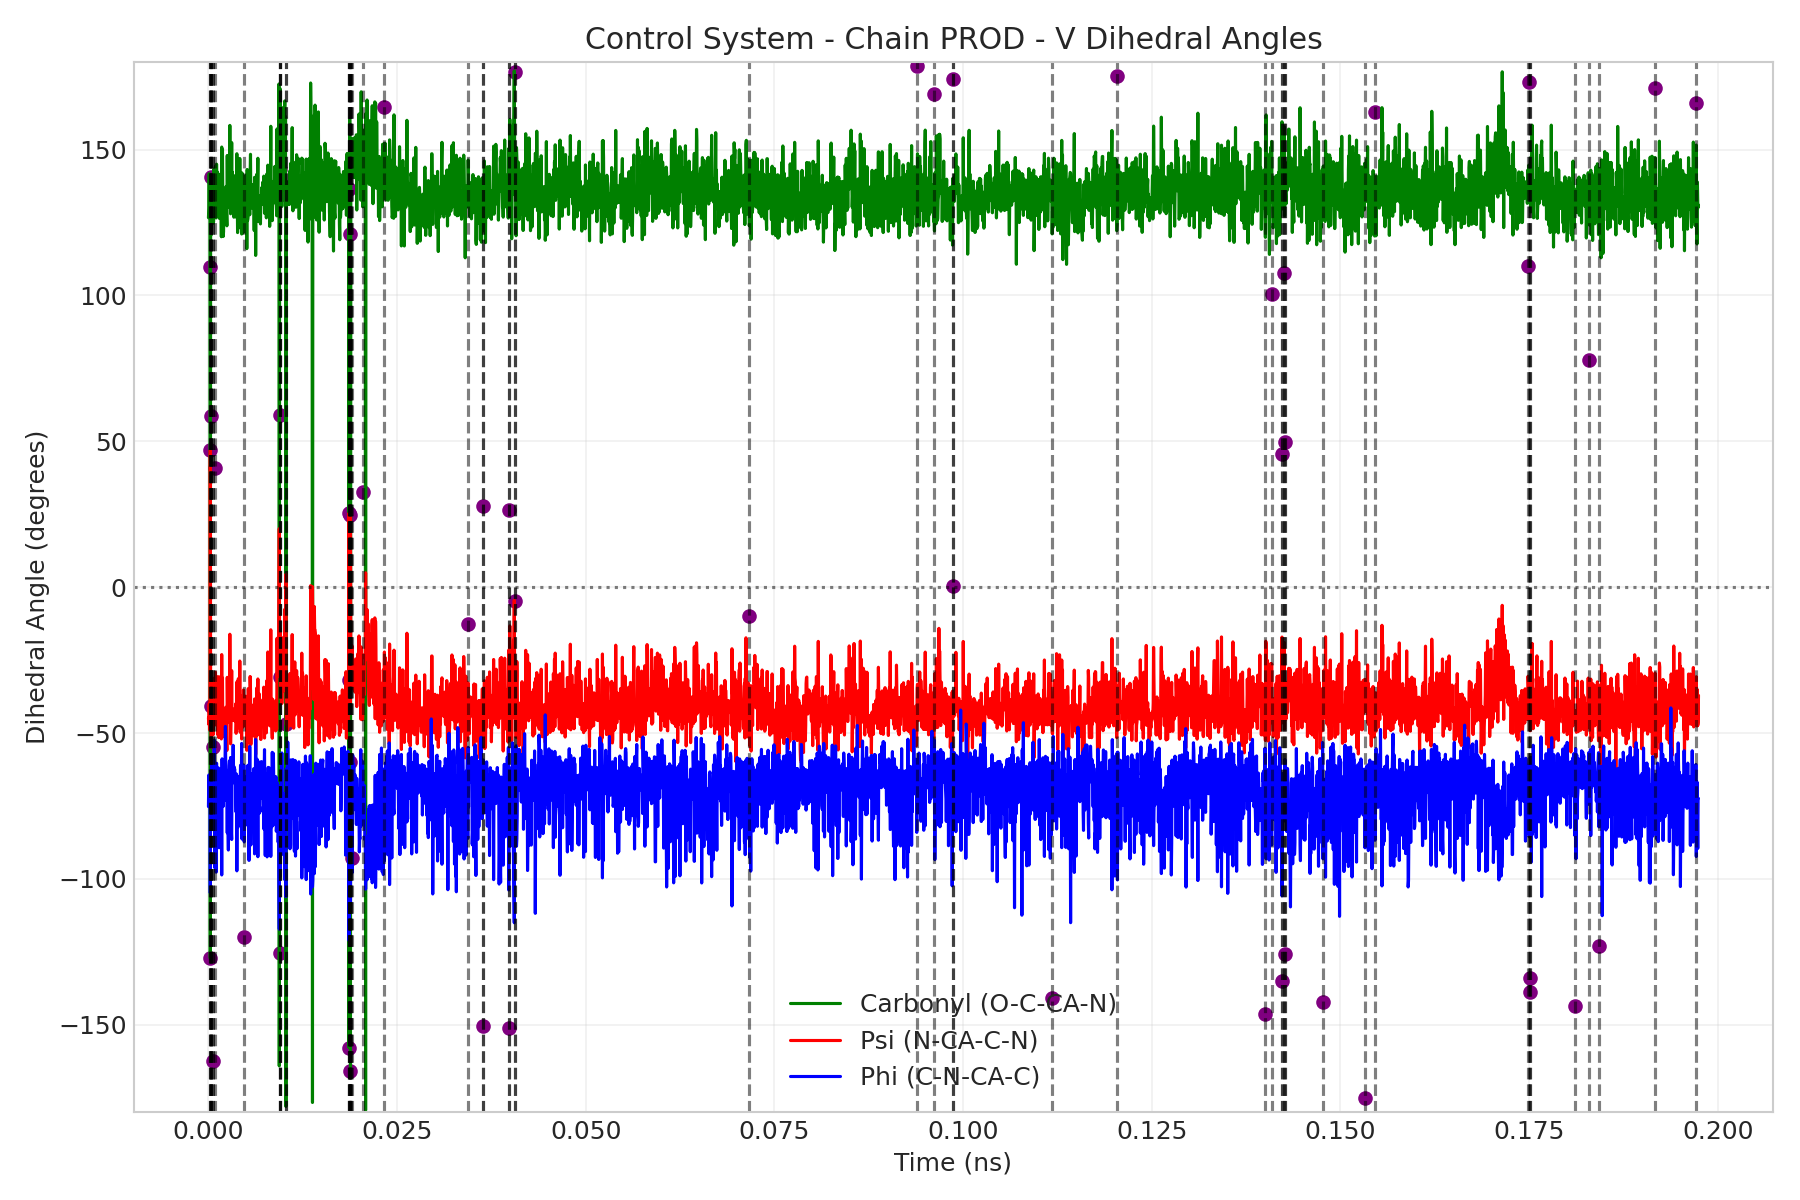 Control System - Chain PROD - V Dihedral Angles
Dihedral Angle (degrees)
150
100
50
0
−50
−100
−150
Carbonyl (O-C-CA-N)
Psi (N-CA-C-N)
Phi (C-N-CA-C)
0.000 0.025 0.050 0.075 0.100 0.125 0.150 0.175 0.200
Time (ns)